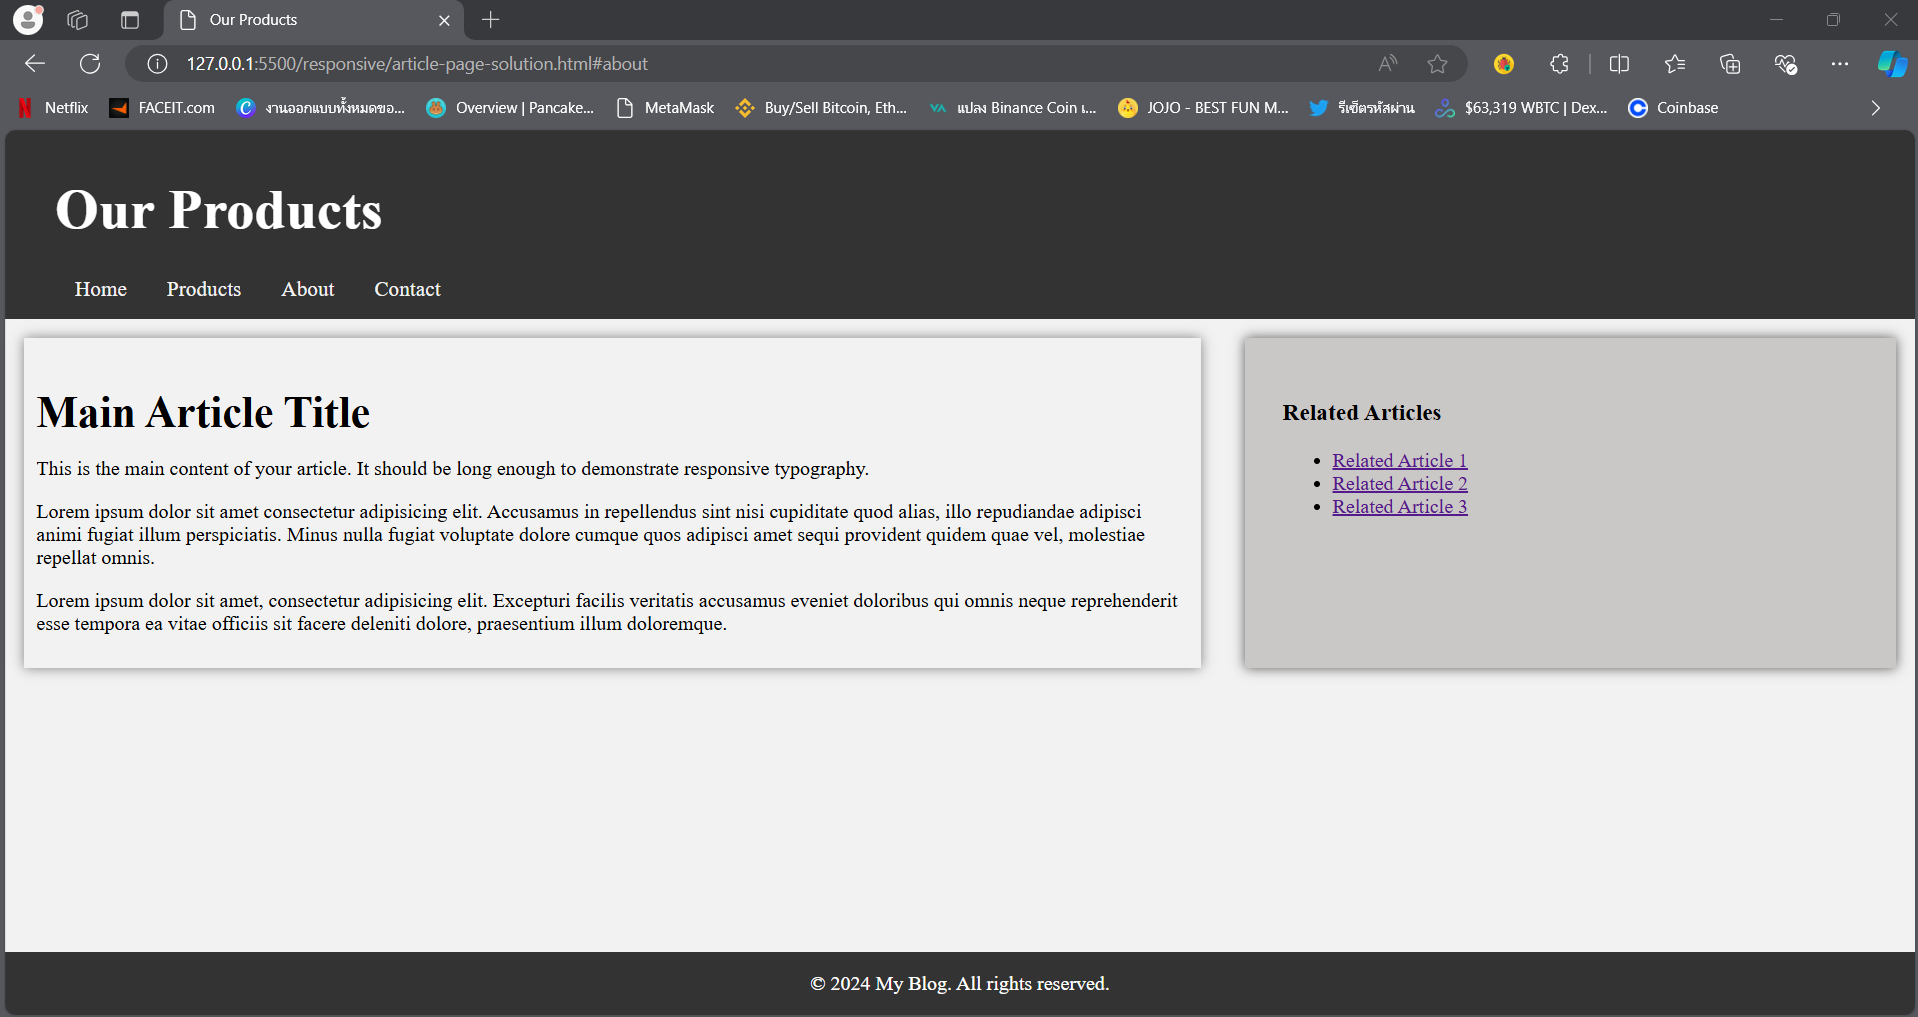 Our Products
127.0.0.1:5500/responsive/article-page-solution.html#about
Netflix FACEIT.com งานออกแบบทั้งหมดของ... Overview | Pancake... MetaMask Buy/Sell Bitcoin, Eth... แปลง Binance Coin เ... JOJO - BEST FUN M... รีเซ็ตรหัสผ่าน $63,319 WBTC | Dex... Coinbase
Our Products
Home Products About Contact
Main Article Title
This is the main content of your article. It should be long enough to demonstrate responsive typography.
Lorem ipsum dolor sit amet consectetur adipisicing elit. Accusamus in repellendus sint nisi cupiditate quod alias, illo repudiandae adipisci
animi fugiat illum perspiciatis. Minus nulla fugiat voluptate dolore cumque quos adipisci amet sequi provident quidem quae vel, molestiae
repellat omnis.
Lorem ipsum dolor sit amet, consectetur adipisicing elit. Excepturi facilis veritatis accusamus eveniet doloribus qui omnis neque reprehenderit
esse tempora ea vitae officiis sit facere deleniti dolore, praesentium illum doloremque.
Related Articles
Related Article 1
Related Article 2
Related Article 3
© 2024 My Blog. All rights reserved.